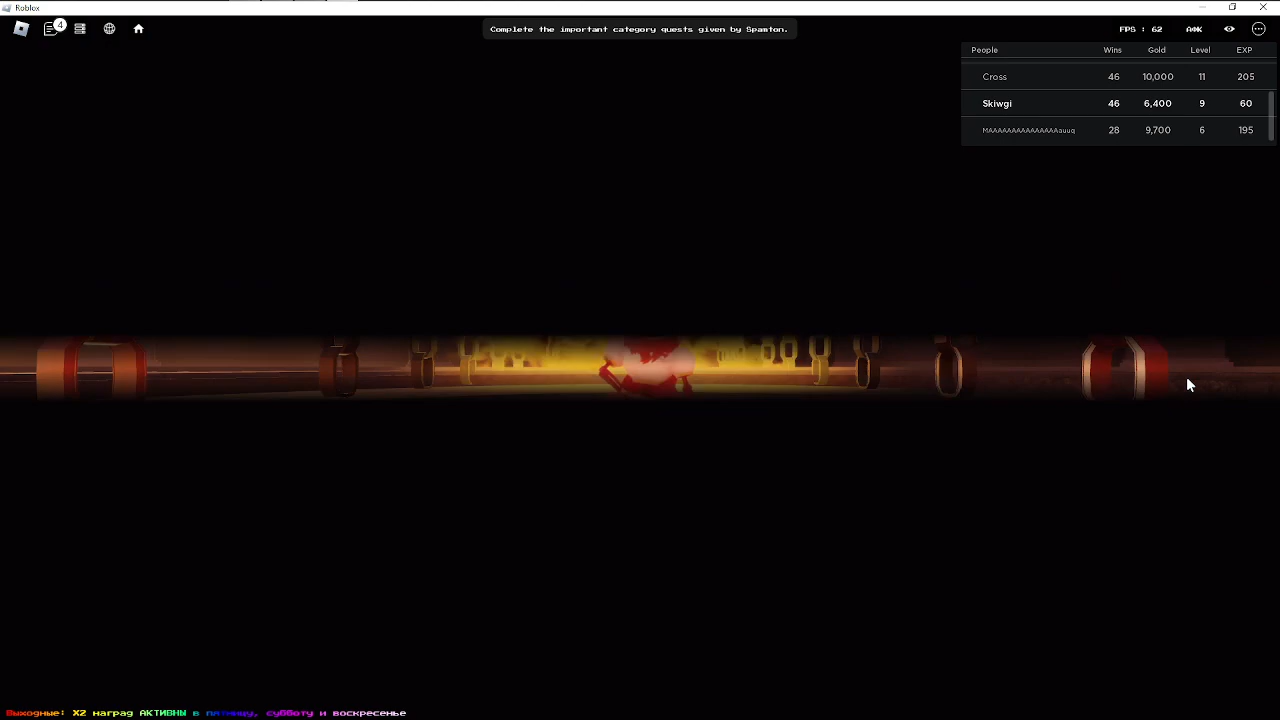 Roblox
4
Complete the important category quests given by Spamton.
FPS : 62
АФК
People Wins Gold Level EXP
Cross 46 10,000 11 205
Skiwgi 46 6,400 9 60
MAAAAAAAAAAAAAAAauuq 28 9,700 6 195
Выходные: X2 наград АКТИВНЫ в пятницу, субботу и воскресенье